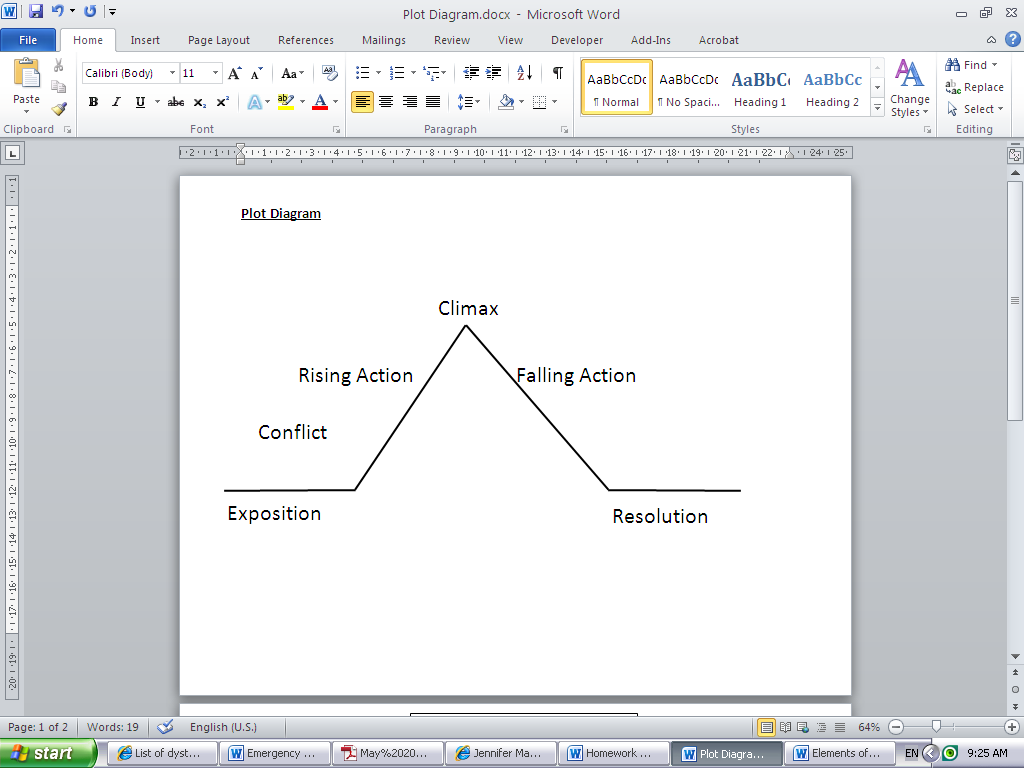 Plot Diagram.docx - Microsoft Word
File Home Insert Page Layout References Mailings Review View Developer Add-Ins Acrobat
Paste
Calibri (Body) 11
AaBbCcDc AaBbCcDc AaBbC AaBbCc
¶ Normal ¶ No Spaci... Heading 1 Heading 2
Change Styles
Find
Replace
Select
Clipboard Font Paragraph Styles Editing
Plot Diagram
Climax
Rising Action Falling Action
Conflict
Exposition Resolution
Page: 1 of 2 Words: 19 English (U.S.) 64%
start List of dyst... Emergency ... May%2020... Jennifer Ma... Homework ... Plot Diagra... Elements of... EN 9:25 AM